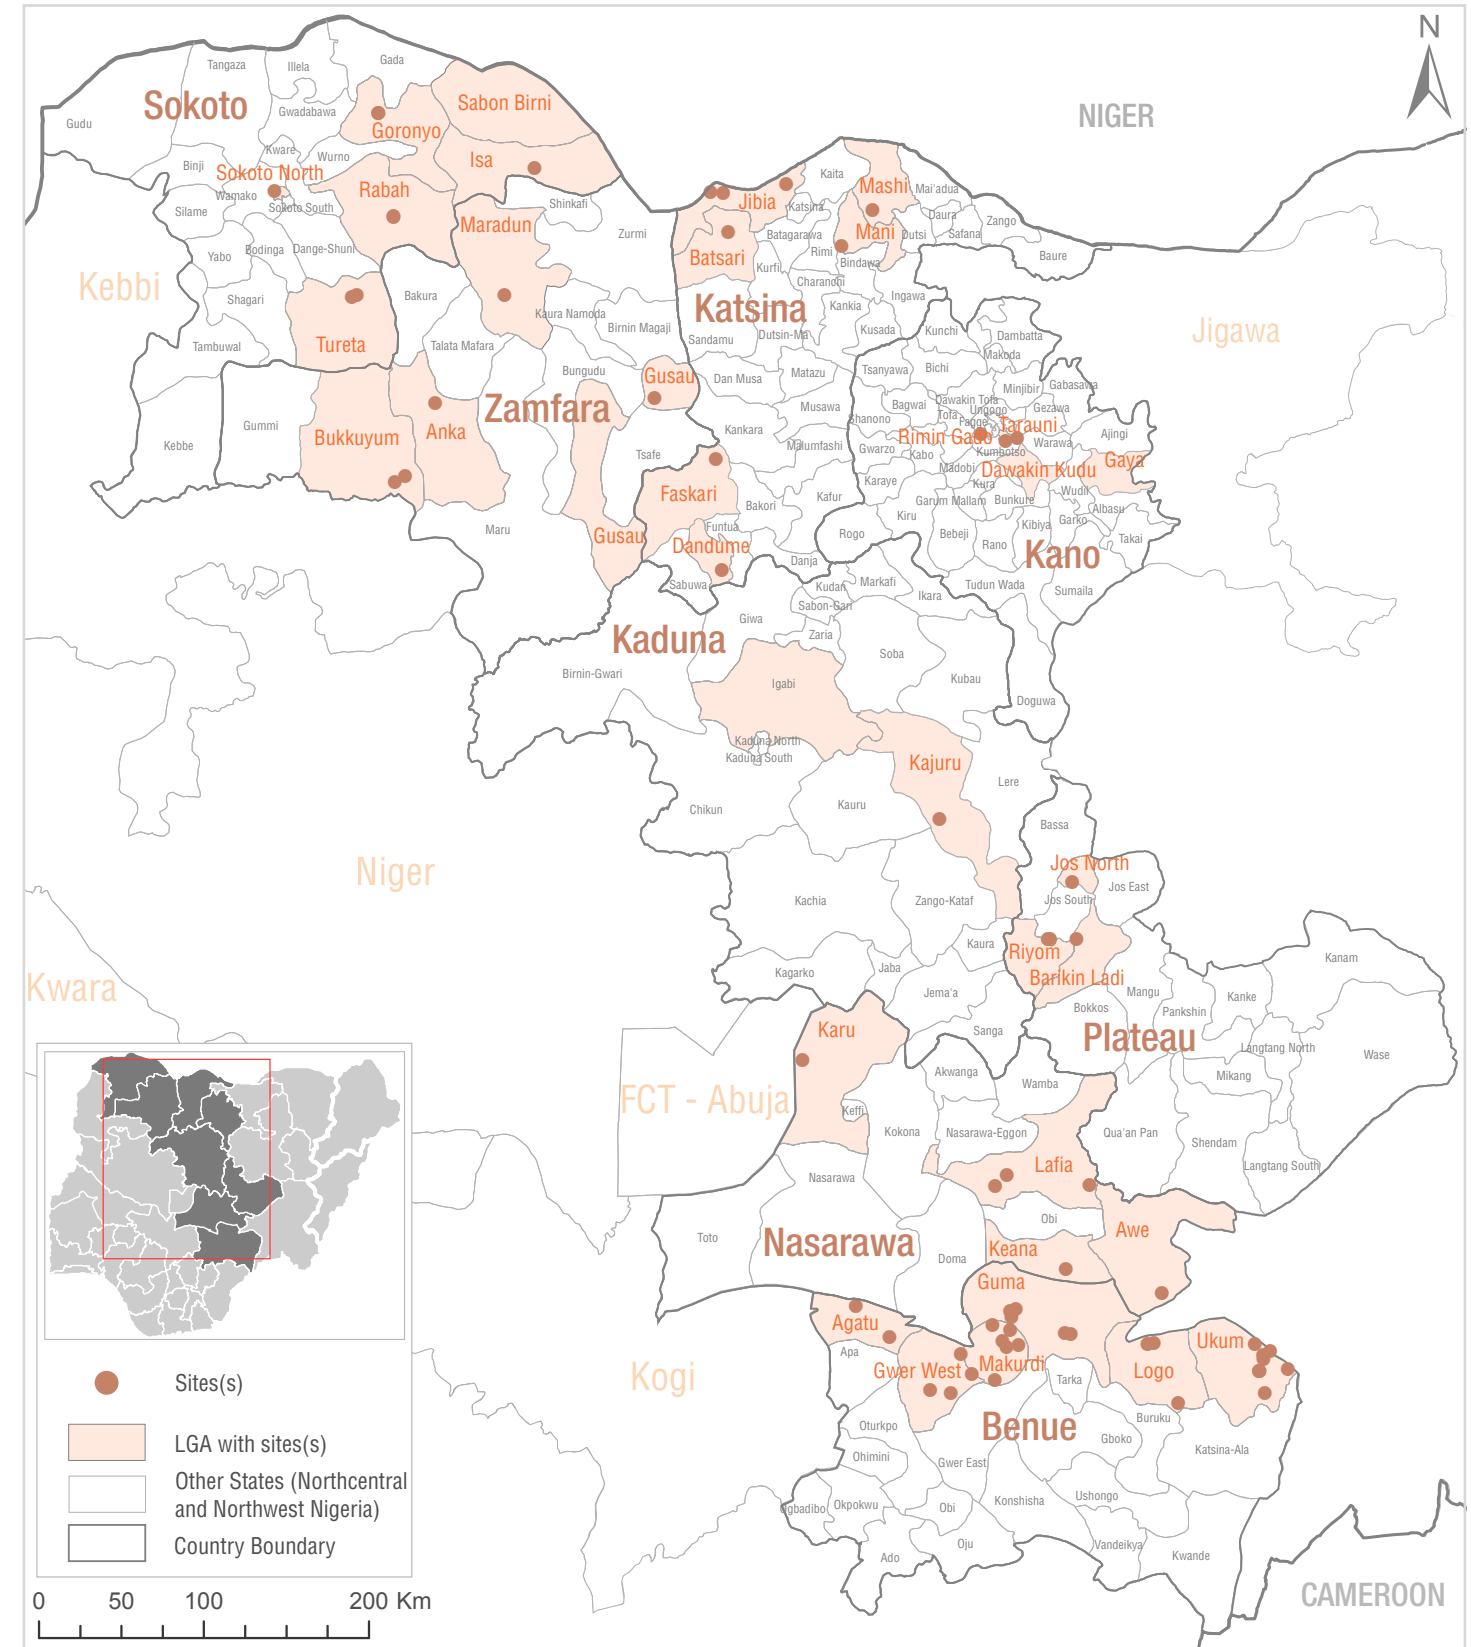 N
NIGER
Sokoto
Gudu
Tangaza
Illela
Gada
Gwadabawa
Goronyo
Sabon Birni
Isa
Binji
Kware
Wurno
Sokoto North
Wamako
Sokoto South
Silame
Rabah
Yabo
Bodinga
Dange-Shuni
Shagari
Tambuwal
Tureta
Kebbe
Kebbi
Shinkafi
Zurmi
Maradun
Bakura
Kaura Namoda
Birnin Magaji
Talata Mafara
Bungudu
Gusau
Zamfara
Gummi
Bukkuyum
Anka
Tsafe
Maru
Gusau
Kaita
Jibia
Katsina
Mashi
Mai'adua
Daura
Zango
Mani
Dutsi
Safana
Baure
Batsari
Batagarawa
Rimi
Bindawa
Kurfi
Charanchi
Ingawa
Katsina
Kankia
Sandamu
Dutsin-Ma
Kusada
Dan Musa
Matazu
Musawa
Kankara
Malumfashi
Faskari
Bakori
Kafur
Funtua
Dandume
Danja
Sabuwa
Jigawa
Kunchi
Dambatta
Makoda
Tsanyawa
Bichi
Minjibir
Gabasawa
Bagwai
Dawakin Tofa
Ungogo
Gezawa
Shanono
Tofa
Fagge
Tarauni
Rimin Gado
Warawa
Ajingi
Gwarzo
Kabo
Kumbotso
Madobi
Dawakin Kudu
Gaya
Karaye
Kura
Wudil
Garum Mallam
Bunkure
Albasu
Kiru
Kibiya
Garko
Rogo
Bebeji
Rano
Takai
Kano
Tudun Wada
Sumaila
Doguwa
Kudan
Markafi
Ikara
Sabon-Gari
Giwa
Zaria
Kaduna
Soba
Birnin-Gwari
Igabi
Kubau
Kaduna North
Kaduna South
Kajuru
Lere
Chikun
Kauru
Kachia
Zango-Kataf
Kaura
Kagarko
Jaba
Jema'a
Sanga
Niger
Kwara
Bassa
Jos North
Jos East
Jos South
Riyom
Barikin Ladi
Kanam
Mangu
Bokkos
Pankshin
Kanke
Plateau
Langtang North
Wase
Mikang
Qua'an Pan
Shendam
Langtang South
Karu
FCT - Abuja
Keffi
Akwanga
Wamba
Kokona
Nasarawa-Eggon
Lafia
Nasarawa
Obi
Awe
Toto
Nasarawa
Doma
Keana
Kogi
Guma
Agatu
Apa
Gwer West
Makurdi
Logo
Ukum
Tarka
Benue
Buruku
Oturkpo
Gboko
Katsina-Ala
Ohimini
Gwer East
Ushongo
Ogbadibo
Okpokwu
Obi
Konshisha
Oju
Vandeikya
Kwande
Ado
CAMEROON
Sites(s)
LGA with sites(s)
Other States (Northcentral
and Northwest Nigeria)
Country Boundary
0 50 100 200 Km